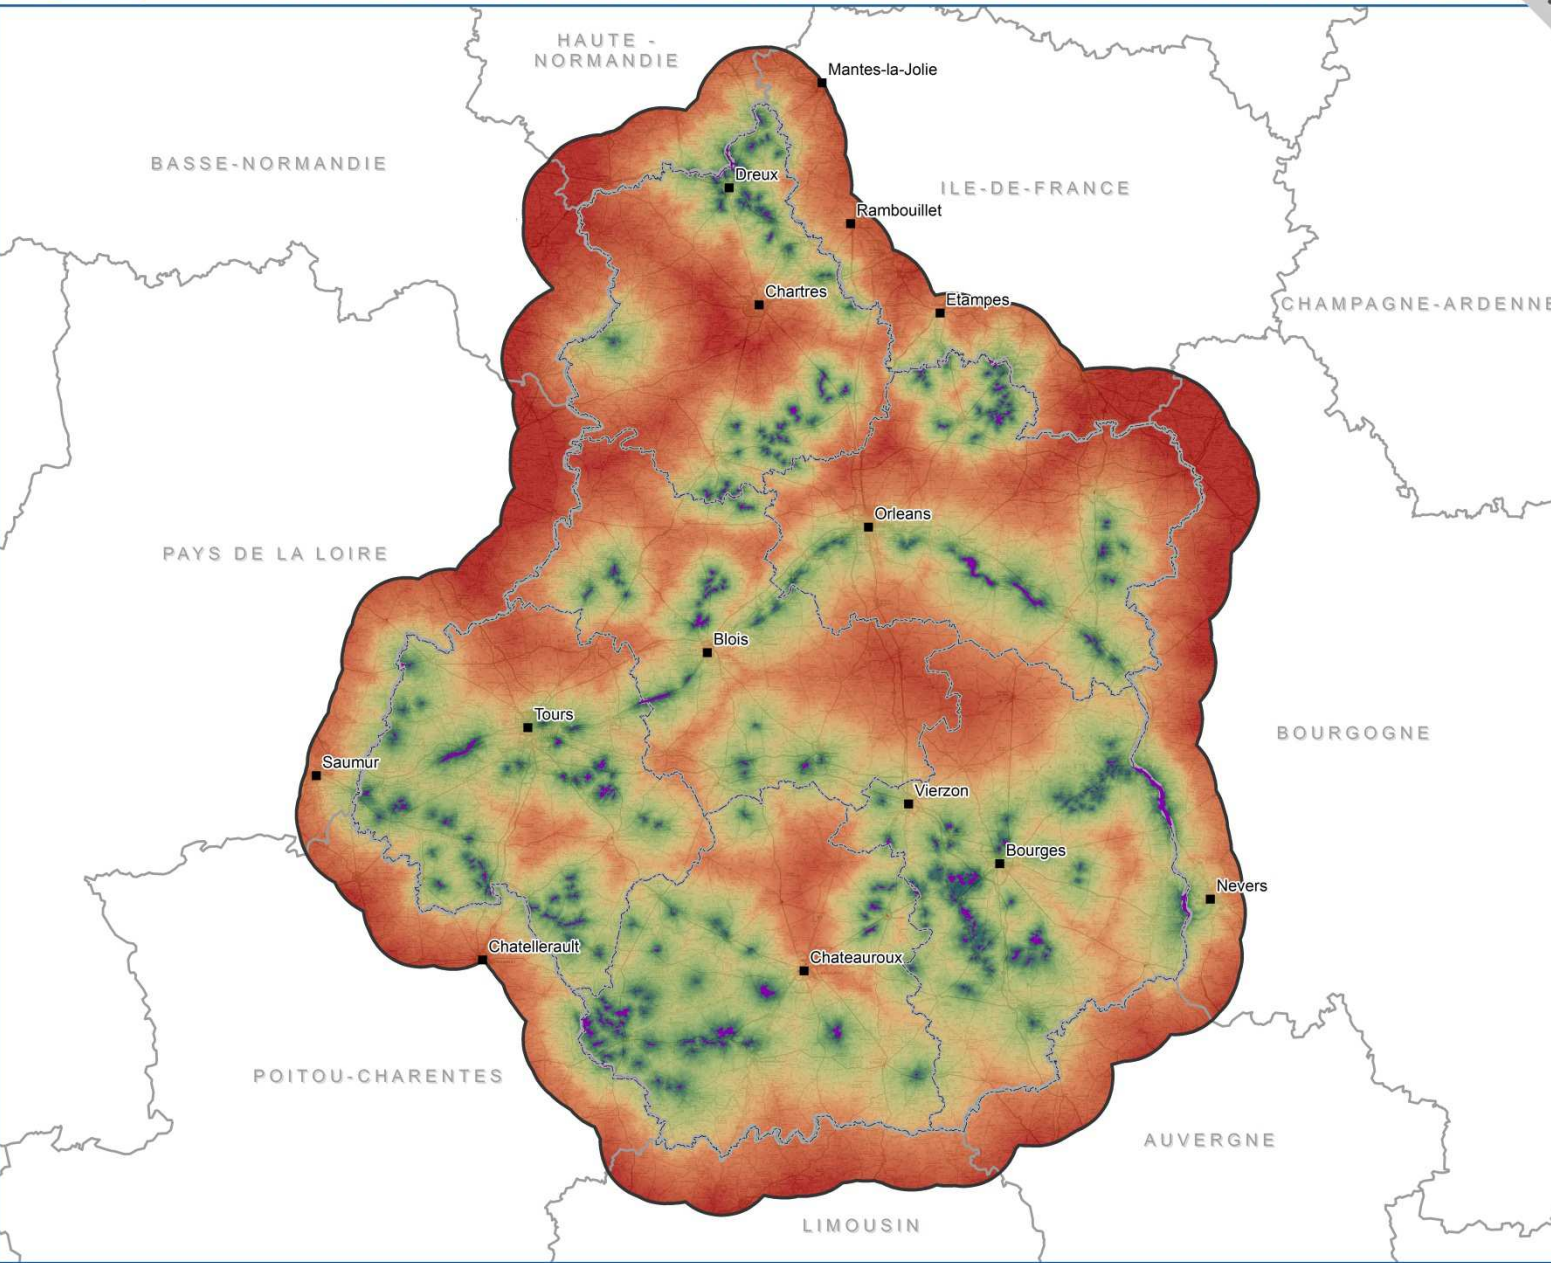 HAUTE -
NORMANDIE
Mantes-la-Jolie
BASSE-NORMANDIE
Dreux
ILE-DE-FRANCE
Rambouillet
Chartres
Etampes
CHAMPAGNE-ARDENNE
Orleans
PAYS DE LA LOIRE
Blois
Tours
BOURGOGNE
Saumur
Vierzon
Bourges
Nevers
Chatellerault
Chateauroux
POITOU-CHARENTES
AUVERGNE
LIMOUSIN